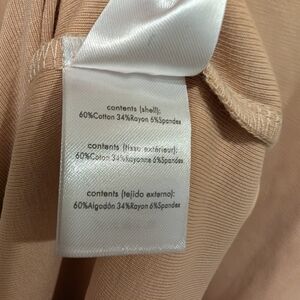 contents (shell):
60%Cotton 34%Rayon 6%Spandex
contents (tissu extérieur):
60%Coton 34%Rayonne 6%Spandex
contents (tejido externo):
60%Algodón 34%Rayon 6%Spandex